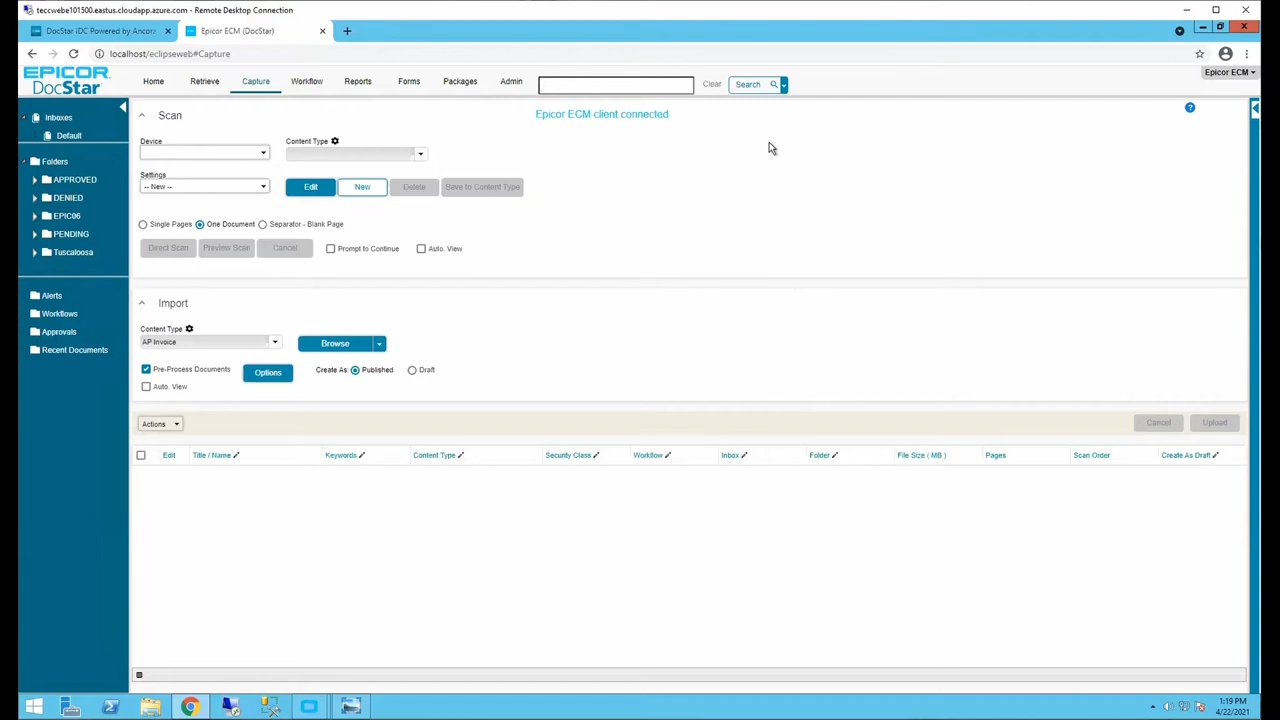 teccwebe101500.eastus.cloudapp.azure.com - Remote Desktop Connection
DocStar iDC Powered by Ancora
Epicor ECM (DocStar)
localhost/eclipseweb#Capture
EPICOR
DocStar
Home Retrieve Capture Workflow Reports Forms Packages Admin
Clear Search
Epicor ECM
Inboxes
Default
Folders
APPROVED
DENIED
EPIC06
PENDING
Tuscaloosa
Alerts
Workflows
Approvals
Recent Documents
Scan
Epicor ECM client connected
Device
Content Type
Settings
-- New --
Edit New Delete Save to Content Type
Single Pages One Document Separator - Blank Page
Direct Scan Preview Scan Cancel Prompt to Continue Auto. View
Import
Content Type
AP Invoice
Browse
Pre-Process Documents Options Create As: Published Draft
Auto. View
Actions
Cancel Upload
Edit Title / Name Keywords Content Type Security Class Workflow Inbox Folder File Size ( MB ) Pages Scan Order Create As Draft
1:19 PM
4/22/2021